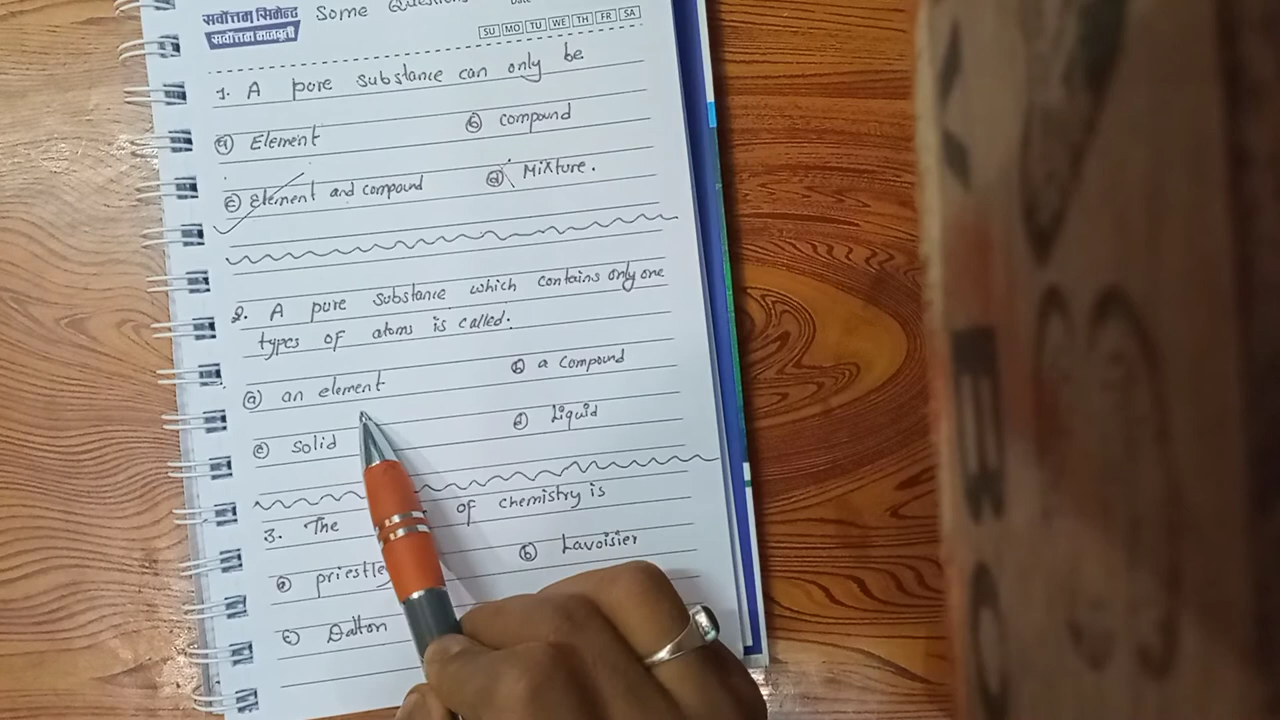 सर्वोत्तम सिमेन्ट
सर्वोत्तम मजबुती
Some Questions
SU MO TU WE TH FR SA
1. A pure substance can only be
(a) Element (b) compound
(c) Element and compound (d) Mixture.
2. A pure substance which contains only one
types of atoms is called.
(a) an element (b) a compound
(c) solid (d) Liquid
3. The of chemistry is
(a) priestle (b) Lavoisier
(c) Dalton